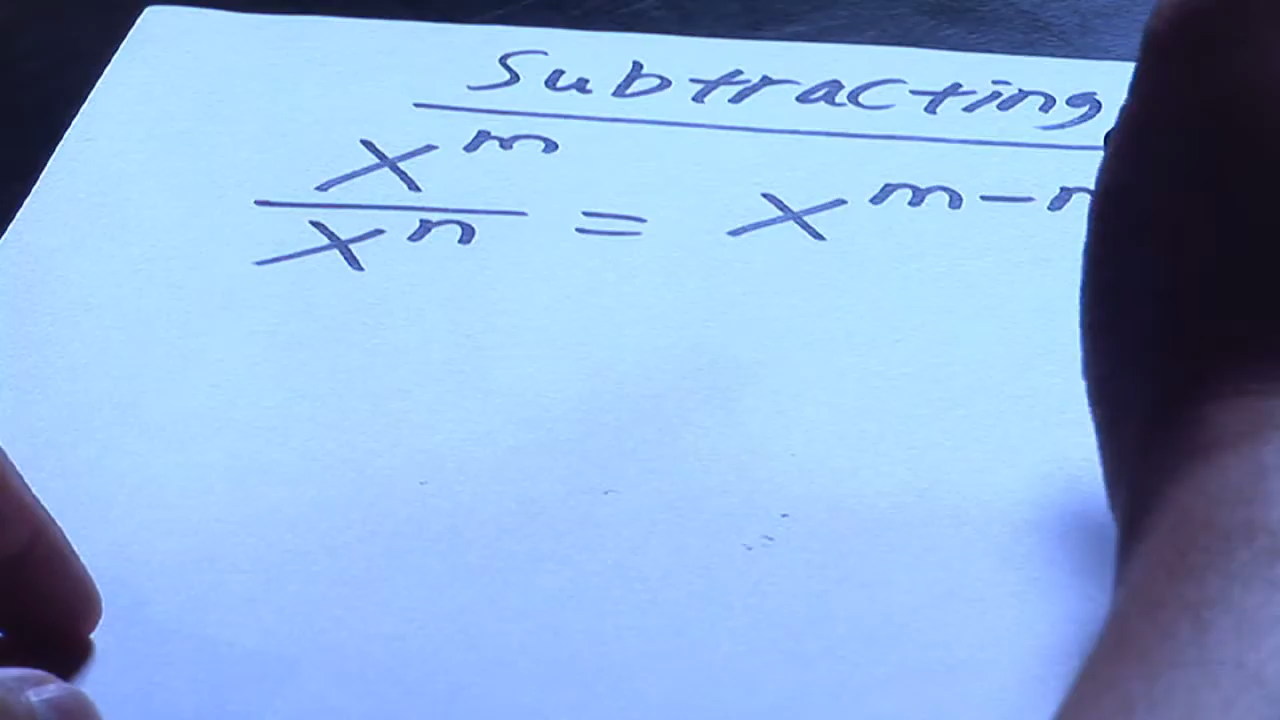 Subtracting
x^m / x^n = x^{m-n}